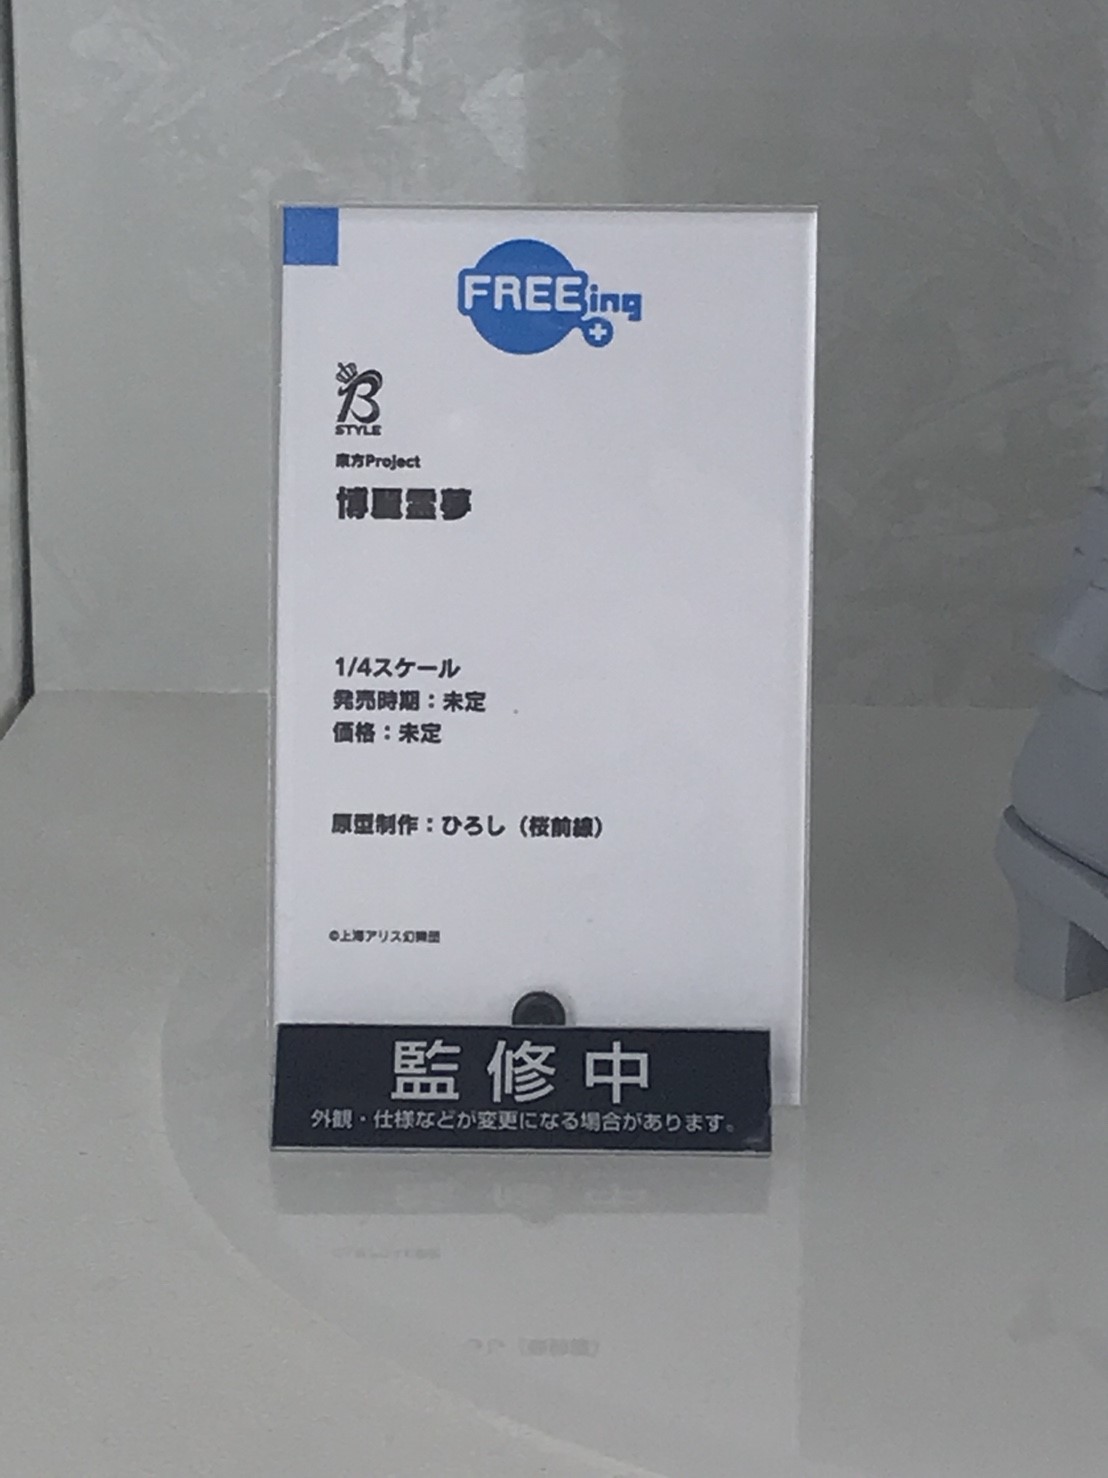 FREEing
B
STYLE
東方Project
博麗霊夢
1/4スケール
発売時期：未定
価格：未定
原型制作：ひろし（桜前線）
©上海アリス幻樂団
監修中
外観・仕様などが変更になる場合があります。